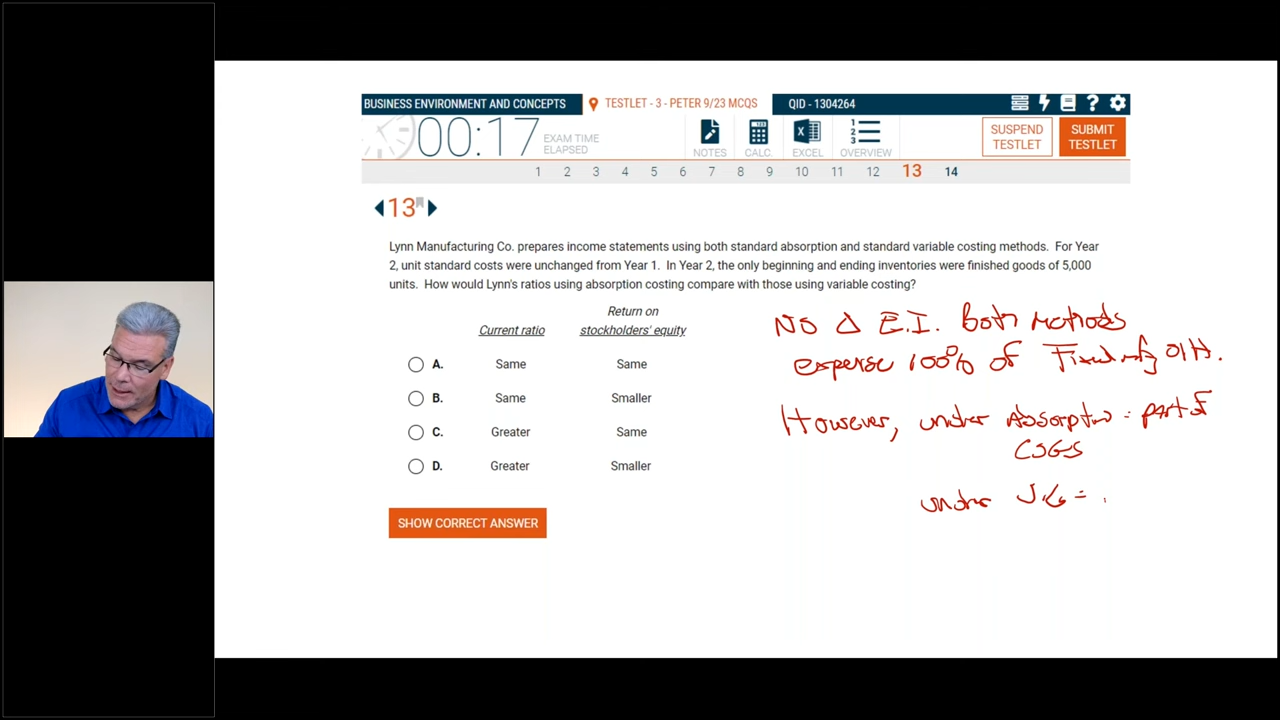 BUSINESS ENVIRONMENT AND CONCEPTS
TESTLET - 3 - PETER 9/23 MCQS
QID - 1304264
00:17
EXAM TIME
ELAPSED
NOTES
CALC.
EXCEL
1
2
3
OVERVIEW
SUSPEND
TESTLET
SUBMIT
TESTLET
1 2 3 4 5 6 7 8 9 10 11 12 13 14
13
Lynn Manufacturing Co. prepares income statements using both standard absorption and standard variable costing methods. For Year
2, unit standard costs were unchanged from Year 1. In Year 2, the only beginning and ending inventories were finished goods of 5,000
units. How would Lynn's ratios using absorption costing compare with those using variable costing?
Return on
Current ratio stockholders' equity
A. Same Same
B. Same Smaller
C. Greater Same
D. Greater Smaller
SHOW CORRECT ANSWER
No Δ E.I. Both methods
expense 100% of Fixed mfg O/H.
However, under Absorption = part of
COGS
under =